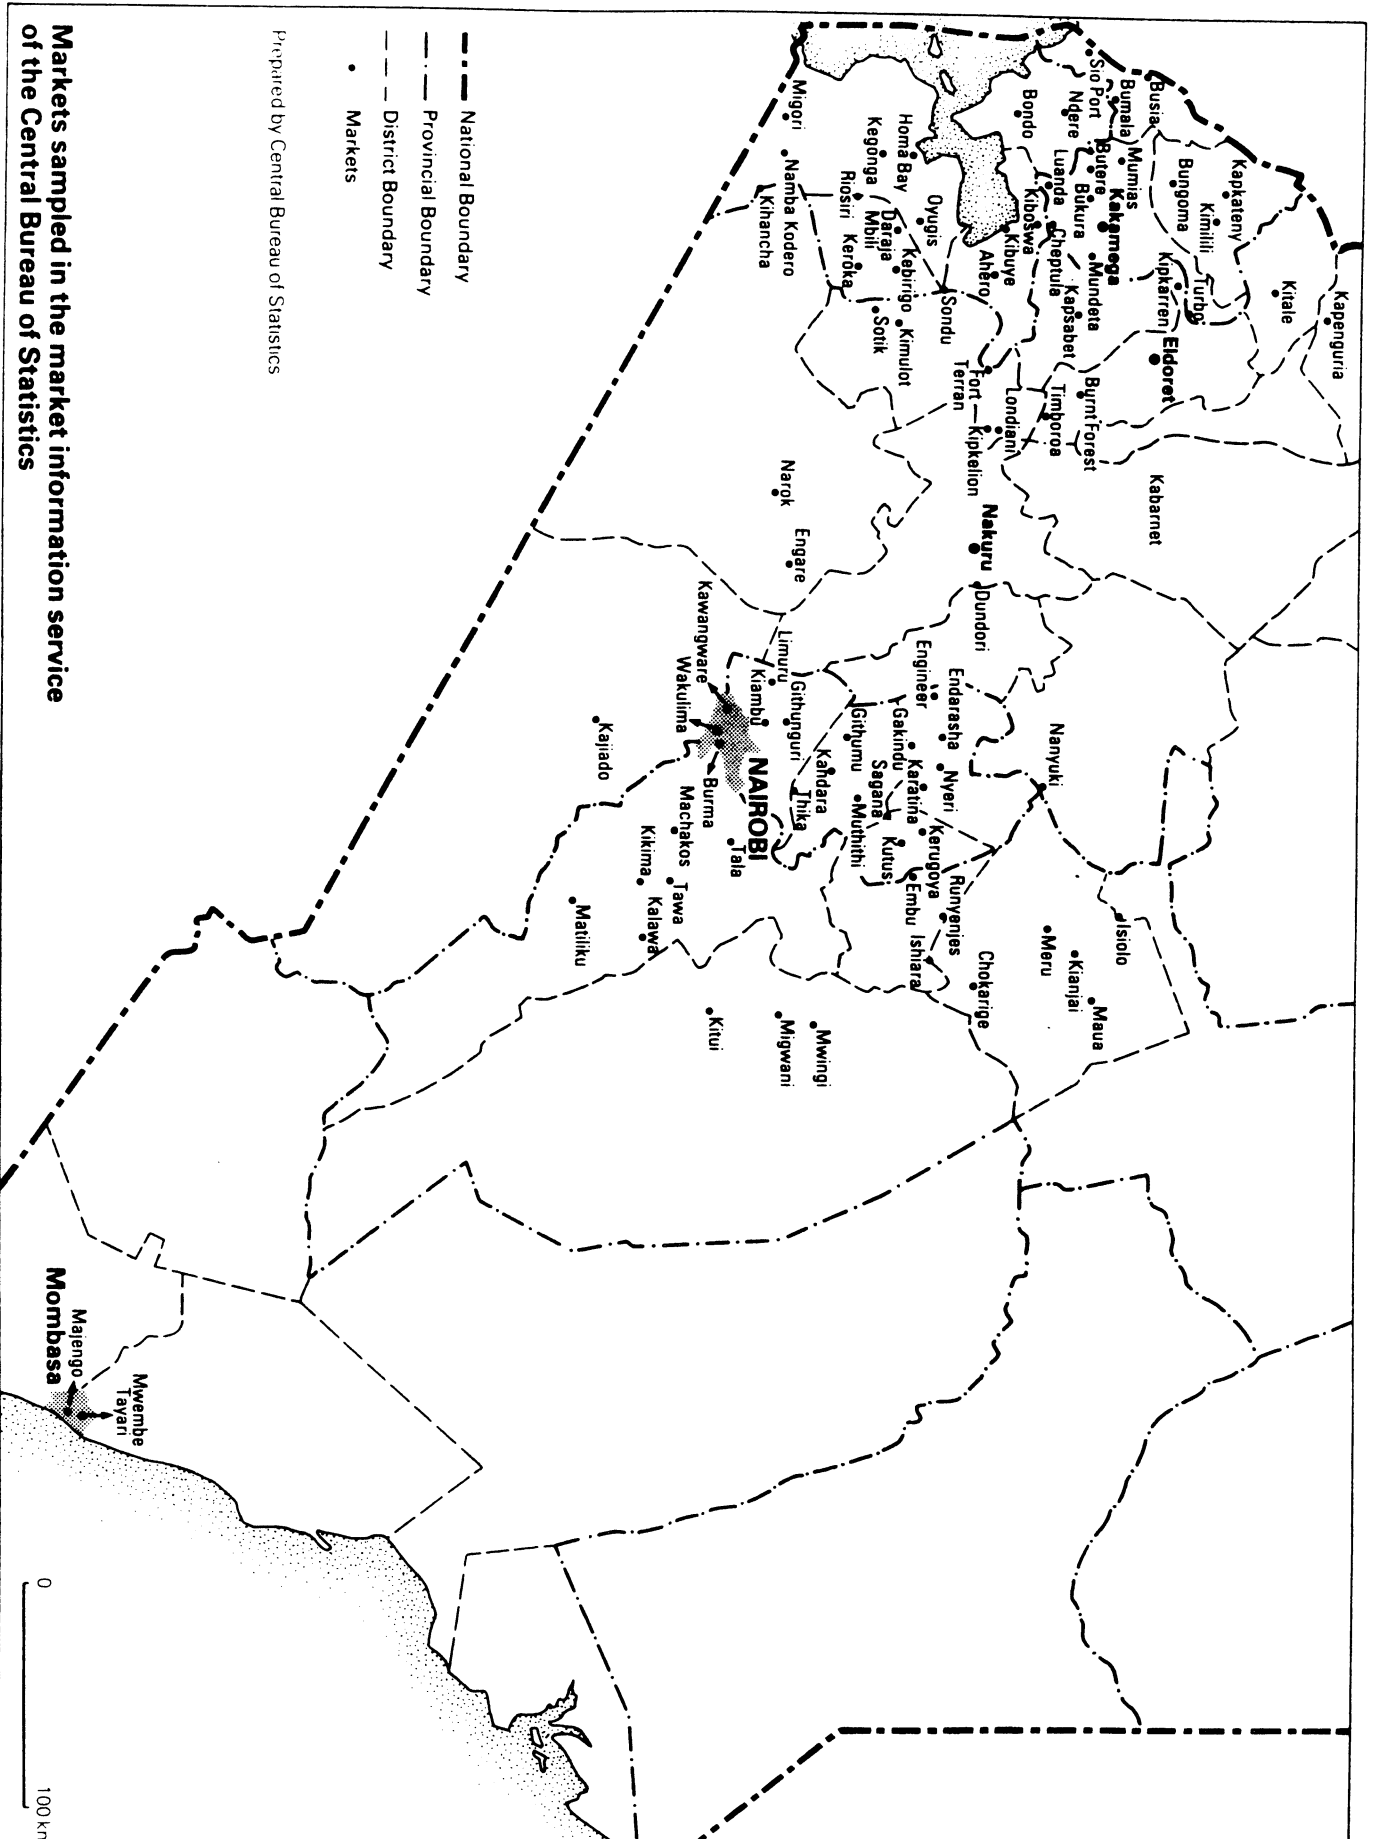 Kapenguria
Kitale
Kapkateny
Kimilili
Turbo
Bungoma
Kipkarren
Eldoret
Busia
Bumala
Mumias
Sio Port
Butere
Kakamega
Mundeta
Ndere
Bukura
Luanda
Cheptula
Kapsabet
Burnt Forest
Timboroa
Bondo
Kiboswa
Kibuye
Ahero
Londiani
Fort
Terran
Kipkelion
Sondu
Oyugis
Homa Bay
Kegonga
Daraja
Mbili
Kebirigo
Kimulot
Riosiri
Keroka
Sotik
Migori
Namba Kodero
Kihancha
Kabarnet
Nakuru
Dundori
Narok
Engare
Nanyuki
Isiolo
Maua
Kianjai
Meru
Chokarige
Endarasha
Engineer
Nyeri
Gakindu
Karatina
Kerugoya
Runyenjes
Githumu
Sagana
Kutus
Embu
Ishiara
Muthithi
Kandara
Thika
Githunguri
Limuru
Kiambu
Kawangware
Wakulima
NAIROBI
Burma
Tala
Machakos
Kikima
Tawa
Kalawa
Kajiado
Matiliku
Mwingi
Migwani
Kitui
Mwembe
Tayari
Majengo
Mombasa
National Boundary
Provincial Boundary
District Boundary
Markets
Prepared by Central Bureau of Statistics
Markets sampled in the market information service
of the Central Bureau of Statistics
0
100 km